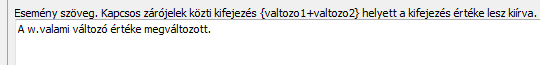 Esemény szöveg. Kapcsos zárójelek közti kifejezés {valtozo1+valtozo2} helyett a kifejezés értéke lesz kiírva.
A w.valami változó értéke megváltozott.